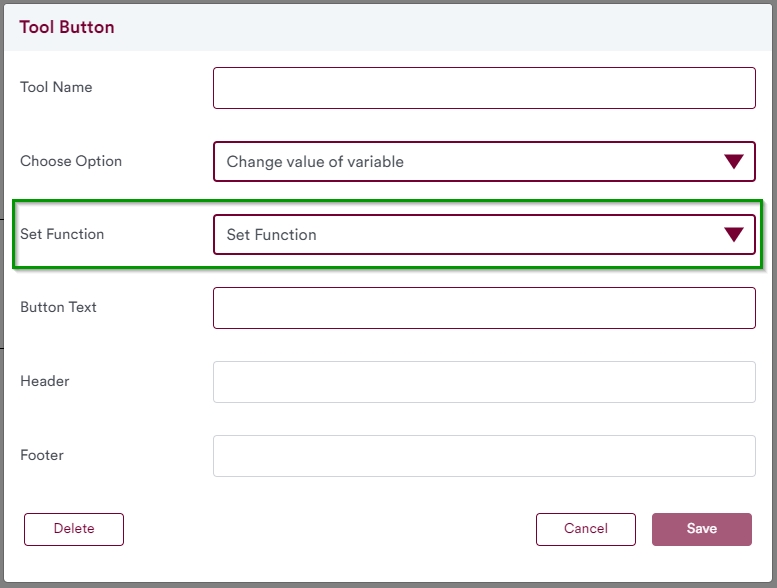 Tool Button
Tool Name
Choose Option Change value of variable
Set Function Set Function
Button Text
Header
Footer
Delete Cancel Save